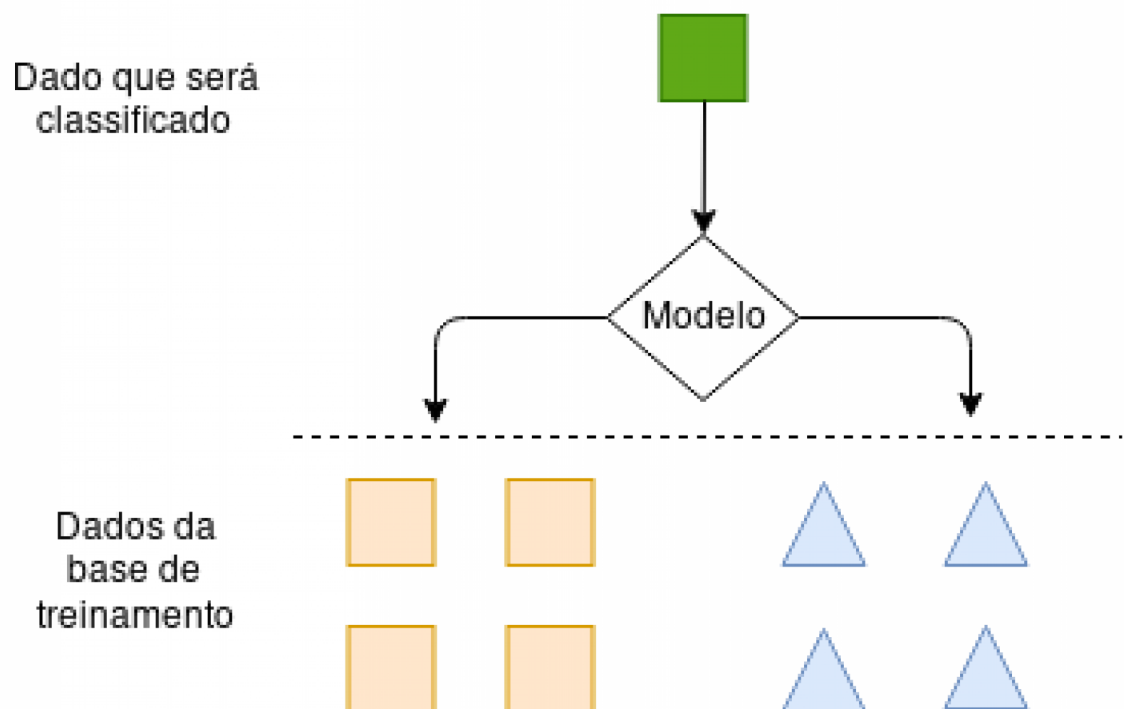 Dado que será
classificado
Modelo
Dados da
base de
treinamento